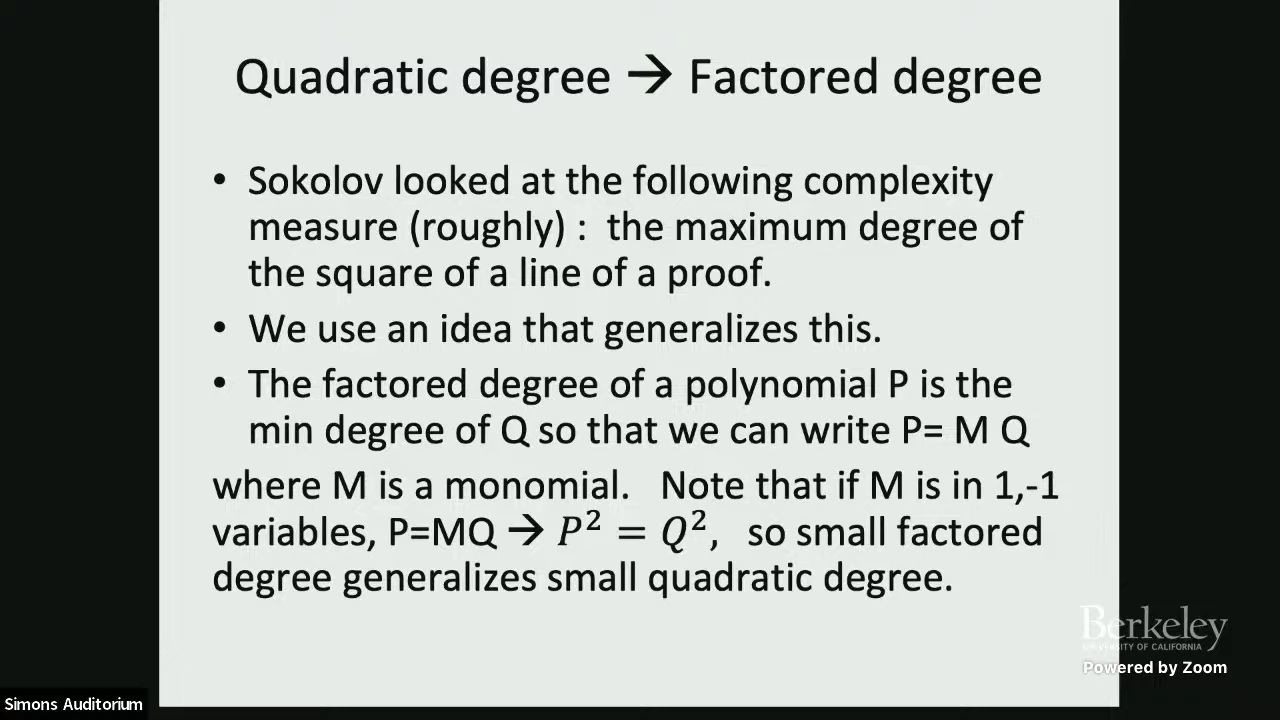 Quadratic degree → Factored degree
• Sokolov looked at the following complexity
measure (roughly) : the maximum degree of
the square of a line of a proof.
• We use an idea that generalizes this.
• The factored degree of a polynomial P is the
min degree of Q so that we can write P= M Q
where M is a monomial. Note that if M is in 1,-1
variables, P=MQ → P² = Q², so small factored
degree generalizes small quadratic degree.
Berkeley
UNIVERSITY OF CALIFORNIA
Powered by Zoom
Simons Auditorium